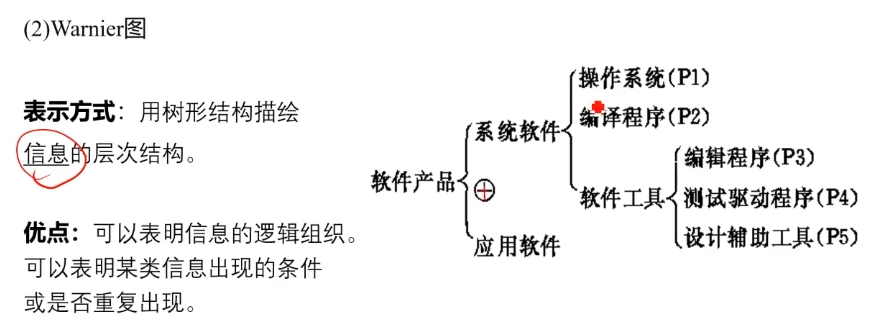 (2)Warnier图
表示方式：用树形结构描绘
信息的层次结构。
优点：可以表明信息的逻辑组织。
可以表明某类信息出现的条件
或是否重复出现。
软件产品
系统软件
操作系统(P1)
编译程序(P2)
软件工具
编辑程序(P3)
测试驱动程序(P4)
设计辅助工具(P5)
应用软件